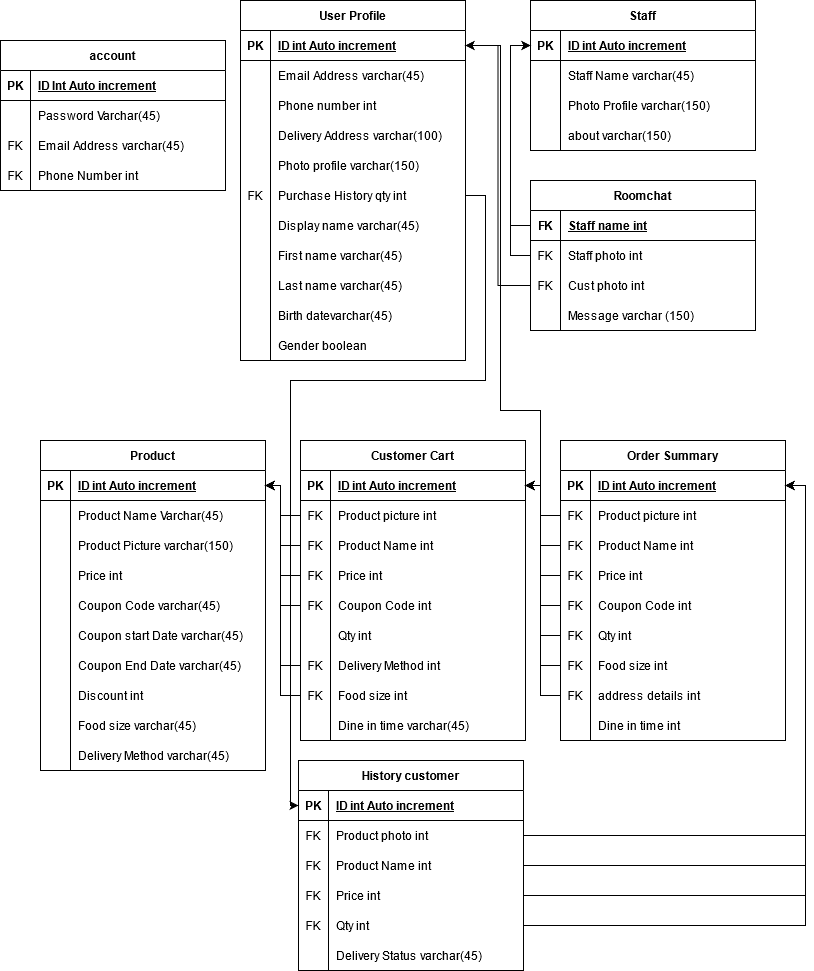 account
PK ID Int Auto increment
Password Varchar(45)
FK Email Address varchar(45)
FK Phone Number int
User Profile
PK ID int Auto increment
Email Address varchar(45)
Phone number int
Delivery Address varchar(100)
Photo profile varchar(150)
FK Purchase History qty int
Display name varchar(45)
First name varchar(45)
Last name varchar(45)
Birth datevarchar(45)
Gender boolean
Staff
PK ID int Auto increment
Staff Name varchar(45)
Photo Profile varchar(150)
about varchar(150)
Roomchat
FK Staff name int
FK Staff photo int
FK Cust photo int
Message varchar (150)
Product
PK ID int Auto increment
Product Name Varchar(45)
Product Picture varchar(150)
Price int
Coupon Code varchar(45)
Coupon start Date varchar(45)
Coupon End Date varchar(45)
Discount int
Food size varchar(45)
Delivery Method varchar(45)
Customer Cart
PK ID int Auto increment
FK Product picture int
FK Product Name int
FK Price int
FK Coupon Code int
Qty int
FK Delivery Method int
FK Food size int
Dine in time varchar(45)
Order Summary
PK ID int Auto increment
FK Product picture int
FK Product Name int
FK Price int
FK Coupon Code int
FK Qty int
FK Food size int
FK address details int
Dine in time int
History customer
PK ID int Auto increment
FK Product photo int
FK Product Name int
FK Price int
FK Qty int
Delivery Status varchar(45)